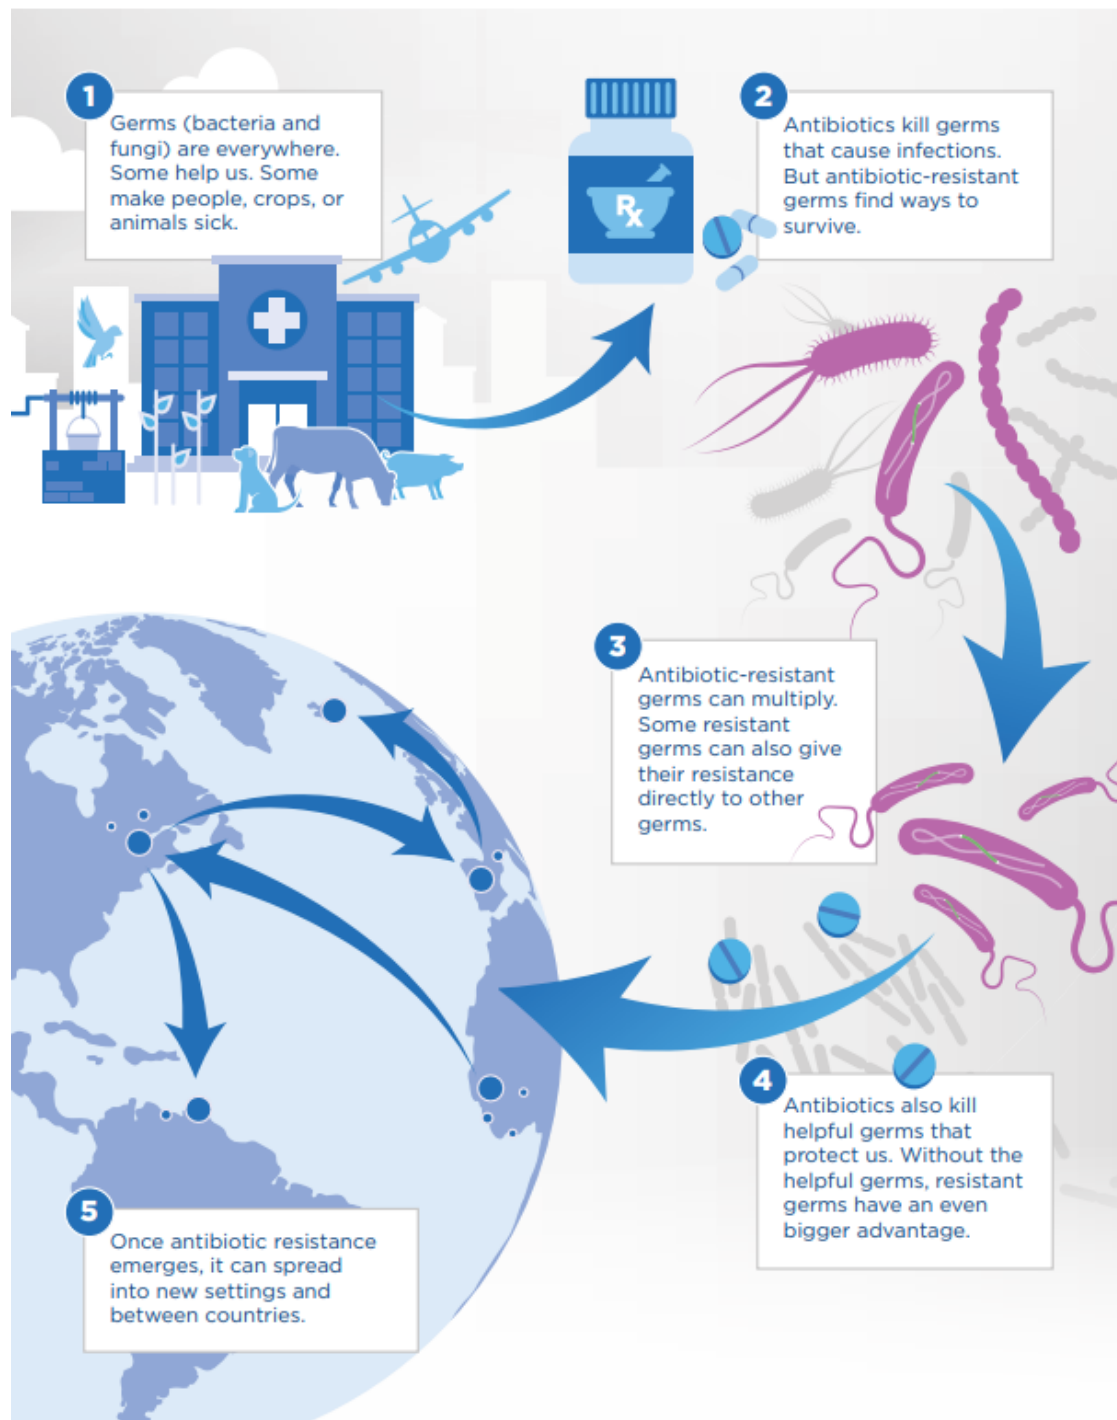 1
Germs (bacteria and
fungi) are everywhere.
Some help us. Some
make people, crops, or
animals sick.
Rx
2
Antibiotics kill germs
that cause infections.
But antibiotic-resistant
germs find ways to
survive.
3
Antibiotic-resistant
germs can multiply.
Some resistant
germs can also give
their resistance
directly to other
germs.
4
Antibiotics also kill
helpful germs that
protect us. Without the
helpful germs, resistant
germs have an even
bigger advantage.
5
Once antibiotic resistance
emerges, it can spread
into new settings and
between countries.